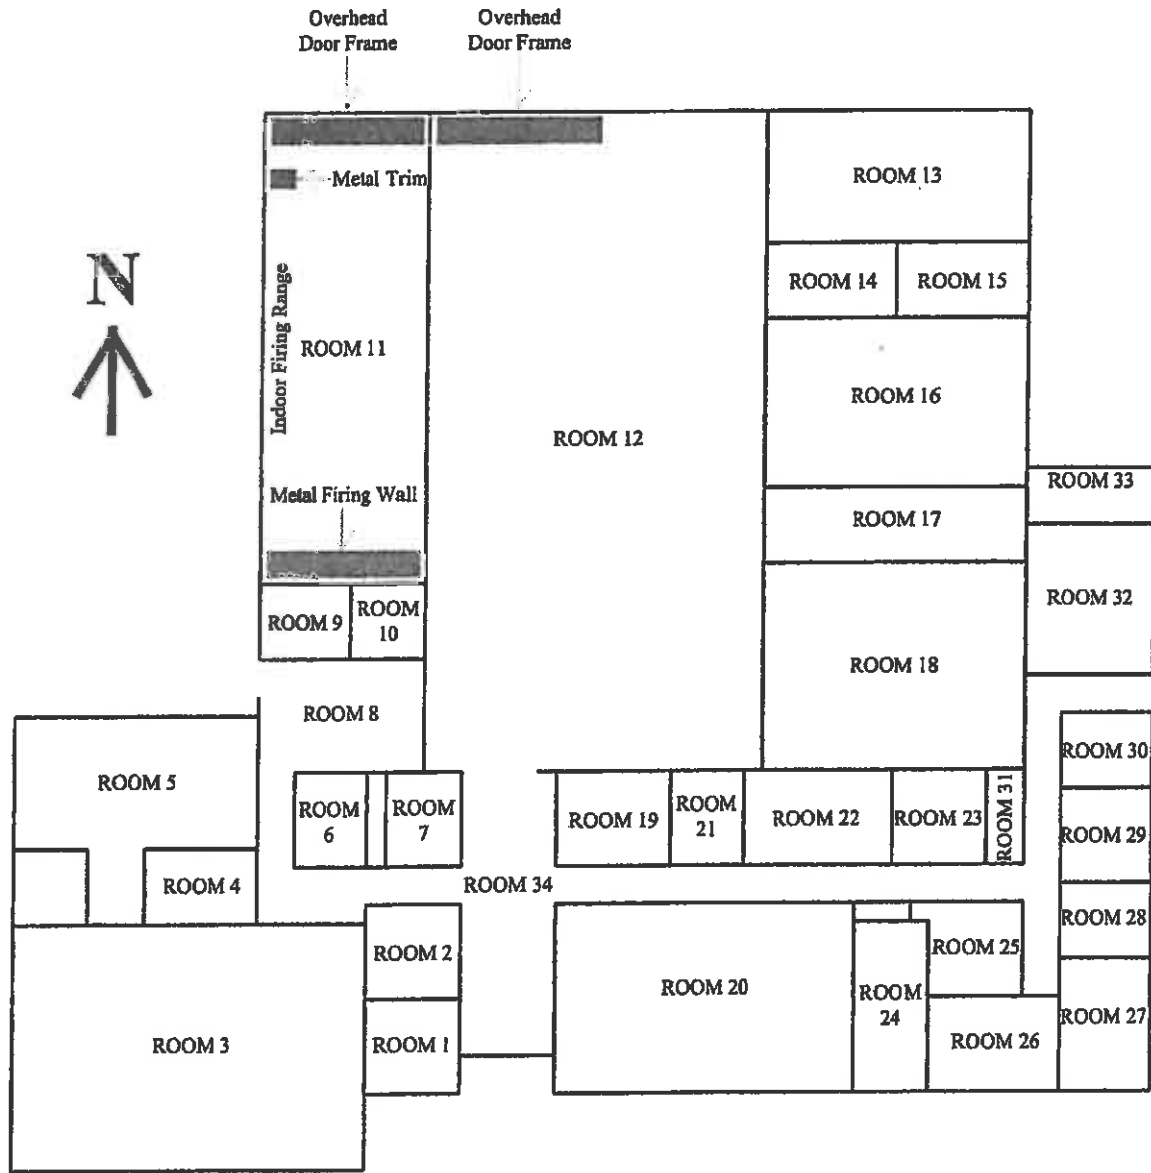 Overhead
Door Frame
Overhead
Door Frame
Metal Trim
ROOM 13
N
ROOM 14
ROOM 15
Indoor Firing Range
ROOM 11
ROOM 16
ROOM 12
ROOM 33
Metal Firing Wall
ROOM 17
ROOM 9
ROOM
10
ROOM 32
ROOM 18
ROOM 8
ROOM 5
ROOM 30
ROOM
6
ROOM
7
ROOM 19
ROOM
21
ROOM 22
ROOM 23
ROOM 31
ROOM 29
ROOM 4
ROOM 34
ROOM 28
ROOM 2
ROOM 25
ROOM 20
ROOM
24
ROOM 3
ROOM 1
ROOM 26
ROOM 27